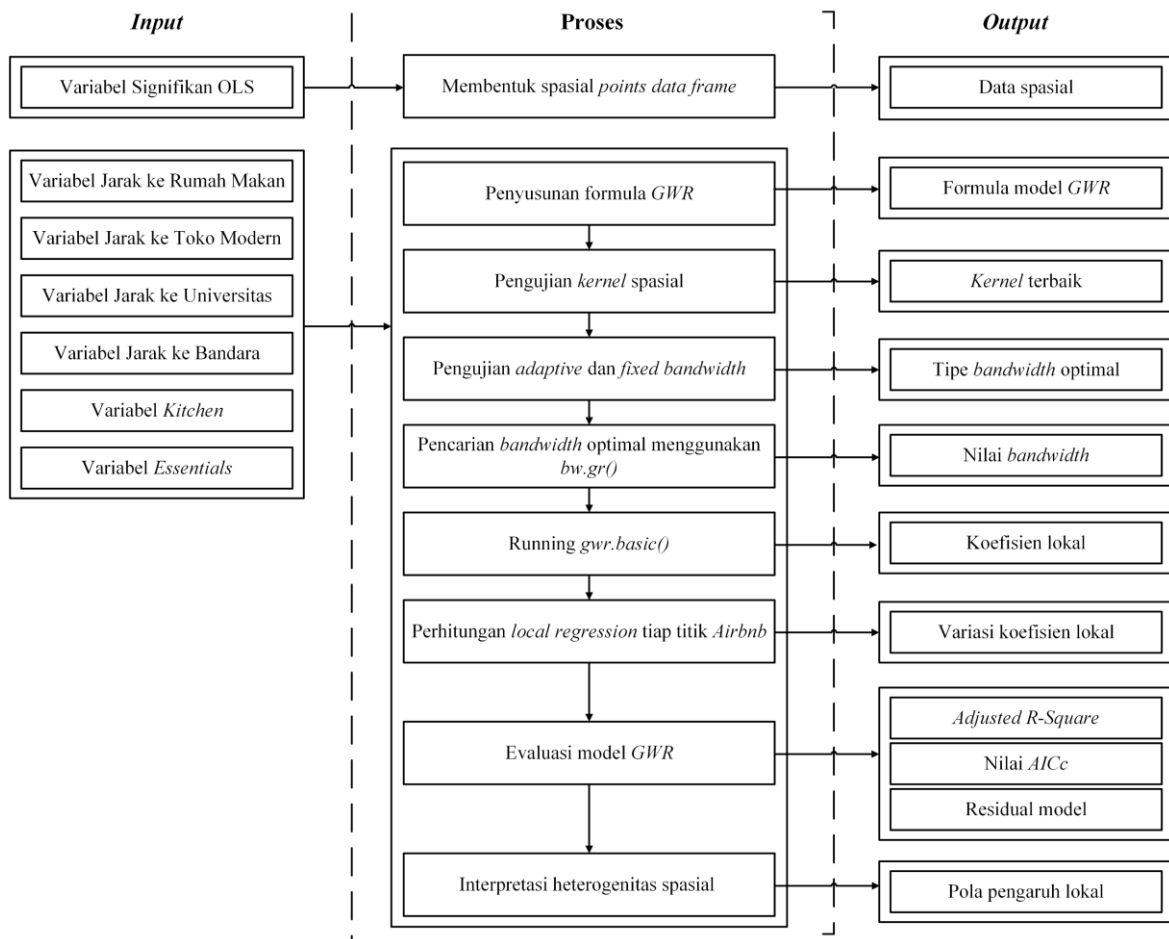 Input
Proses
Output
Variabel Signifikan OLS
Membentuk spasial points data frame
Data spasial
Variabel Jarak ke Rumah Makan
Variabel Jarak ke Toko Modern
Variabel Jarak ke Universitas
Variabel Jarak ke Bandara
Variabel Kitchen
Variabel Essentials
Penyusunan formula GWR
Formula model GWR
Pengujian kernel spasial
Kernel terbaik
Pengujian adaptive dan fixed bandwidth
Tipe bandwidth optimal
Pencarian bandwidth optimal menggunakan
bw.gr()
Nilai bandwidth
Running gwr.basic()
Koefisien lokal
Perhitungan local regression tiap titik Airbnb
Variasi koefisien lokal
Evaluasi model GWR
Adjusted R-Square
Nilai AICc
Residual model
Interpretasi heterogenitas spasial
Pola pengaruh lokal